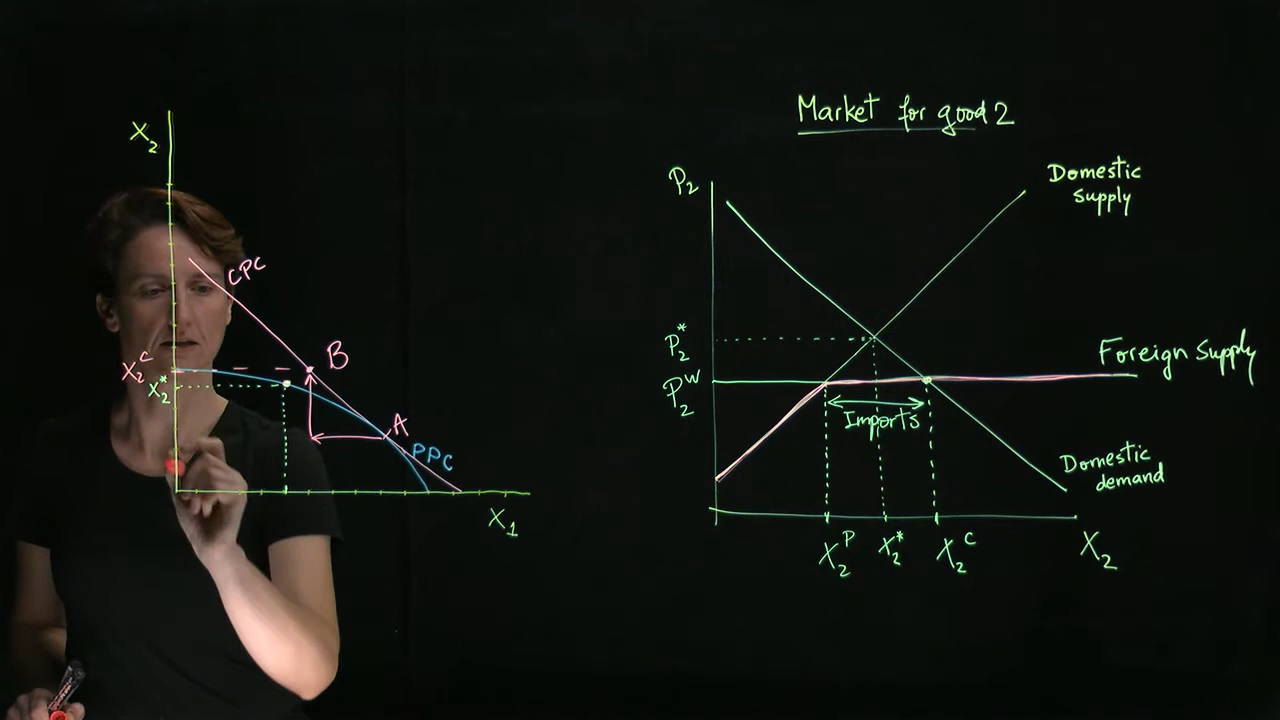 X₂
CPC
B
X₂ᶜ
X₂*
A
PPC
X₁
Market for good 2
P₂
Domestic
supply
P₂*
P₂ᵂ
Foreign Supply
Imports
Domestic
demand
X₂ᴾ X₂* X₂ᶜ
X₂